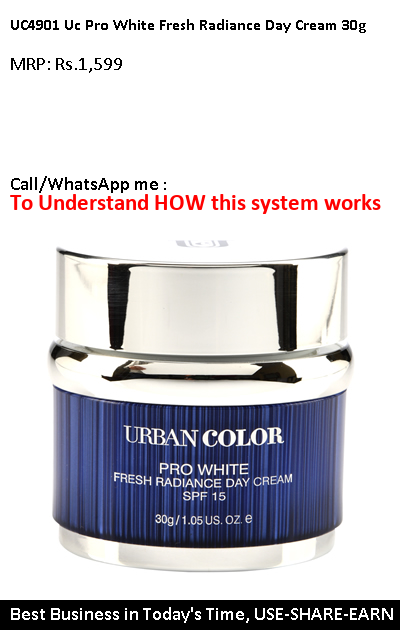 UC4901 Uc Pro White Fresh Radiance Day Cream 30g
MRP: Rs.1,599
Call/WhatsApp me :
To Understand HOW this system works
URBAN COLOR
PRO WHITE
FRESH RADIANCE DAY CREAM
SPF 15
30g / 1.05 US. OZ. e
Best Business in Today's Time, USE-SHARE-EARN